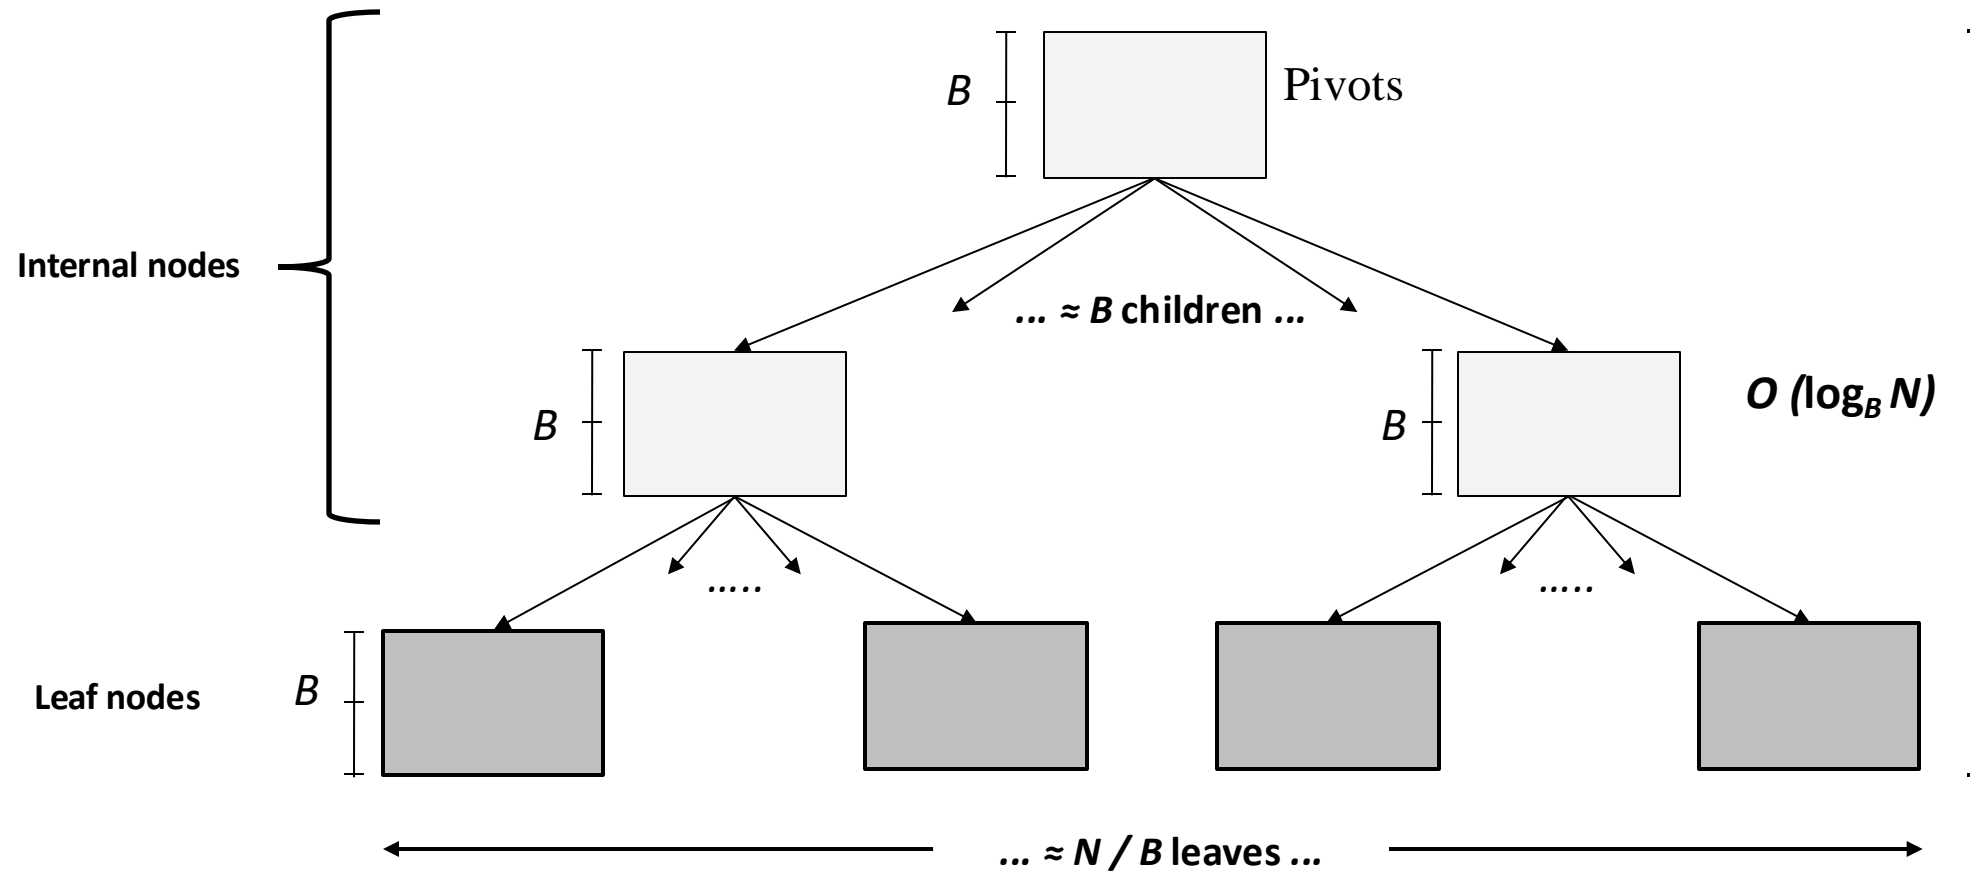 B
Pivots
Internal nodes
... ≈ B children ...
B
B
O (log_B N)
.....
.....
Leaf nodes
B
... ≈ N / B leaves ...